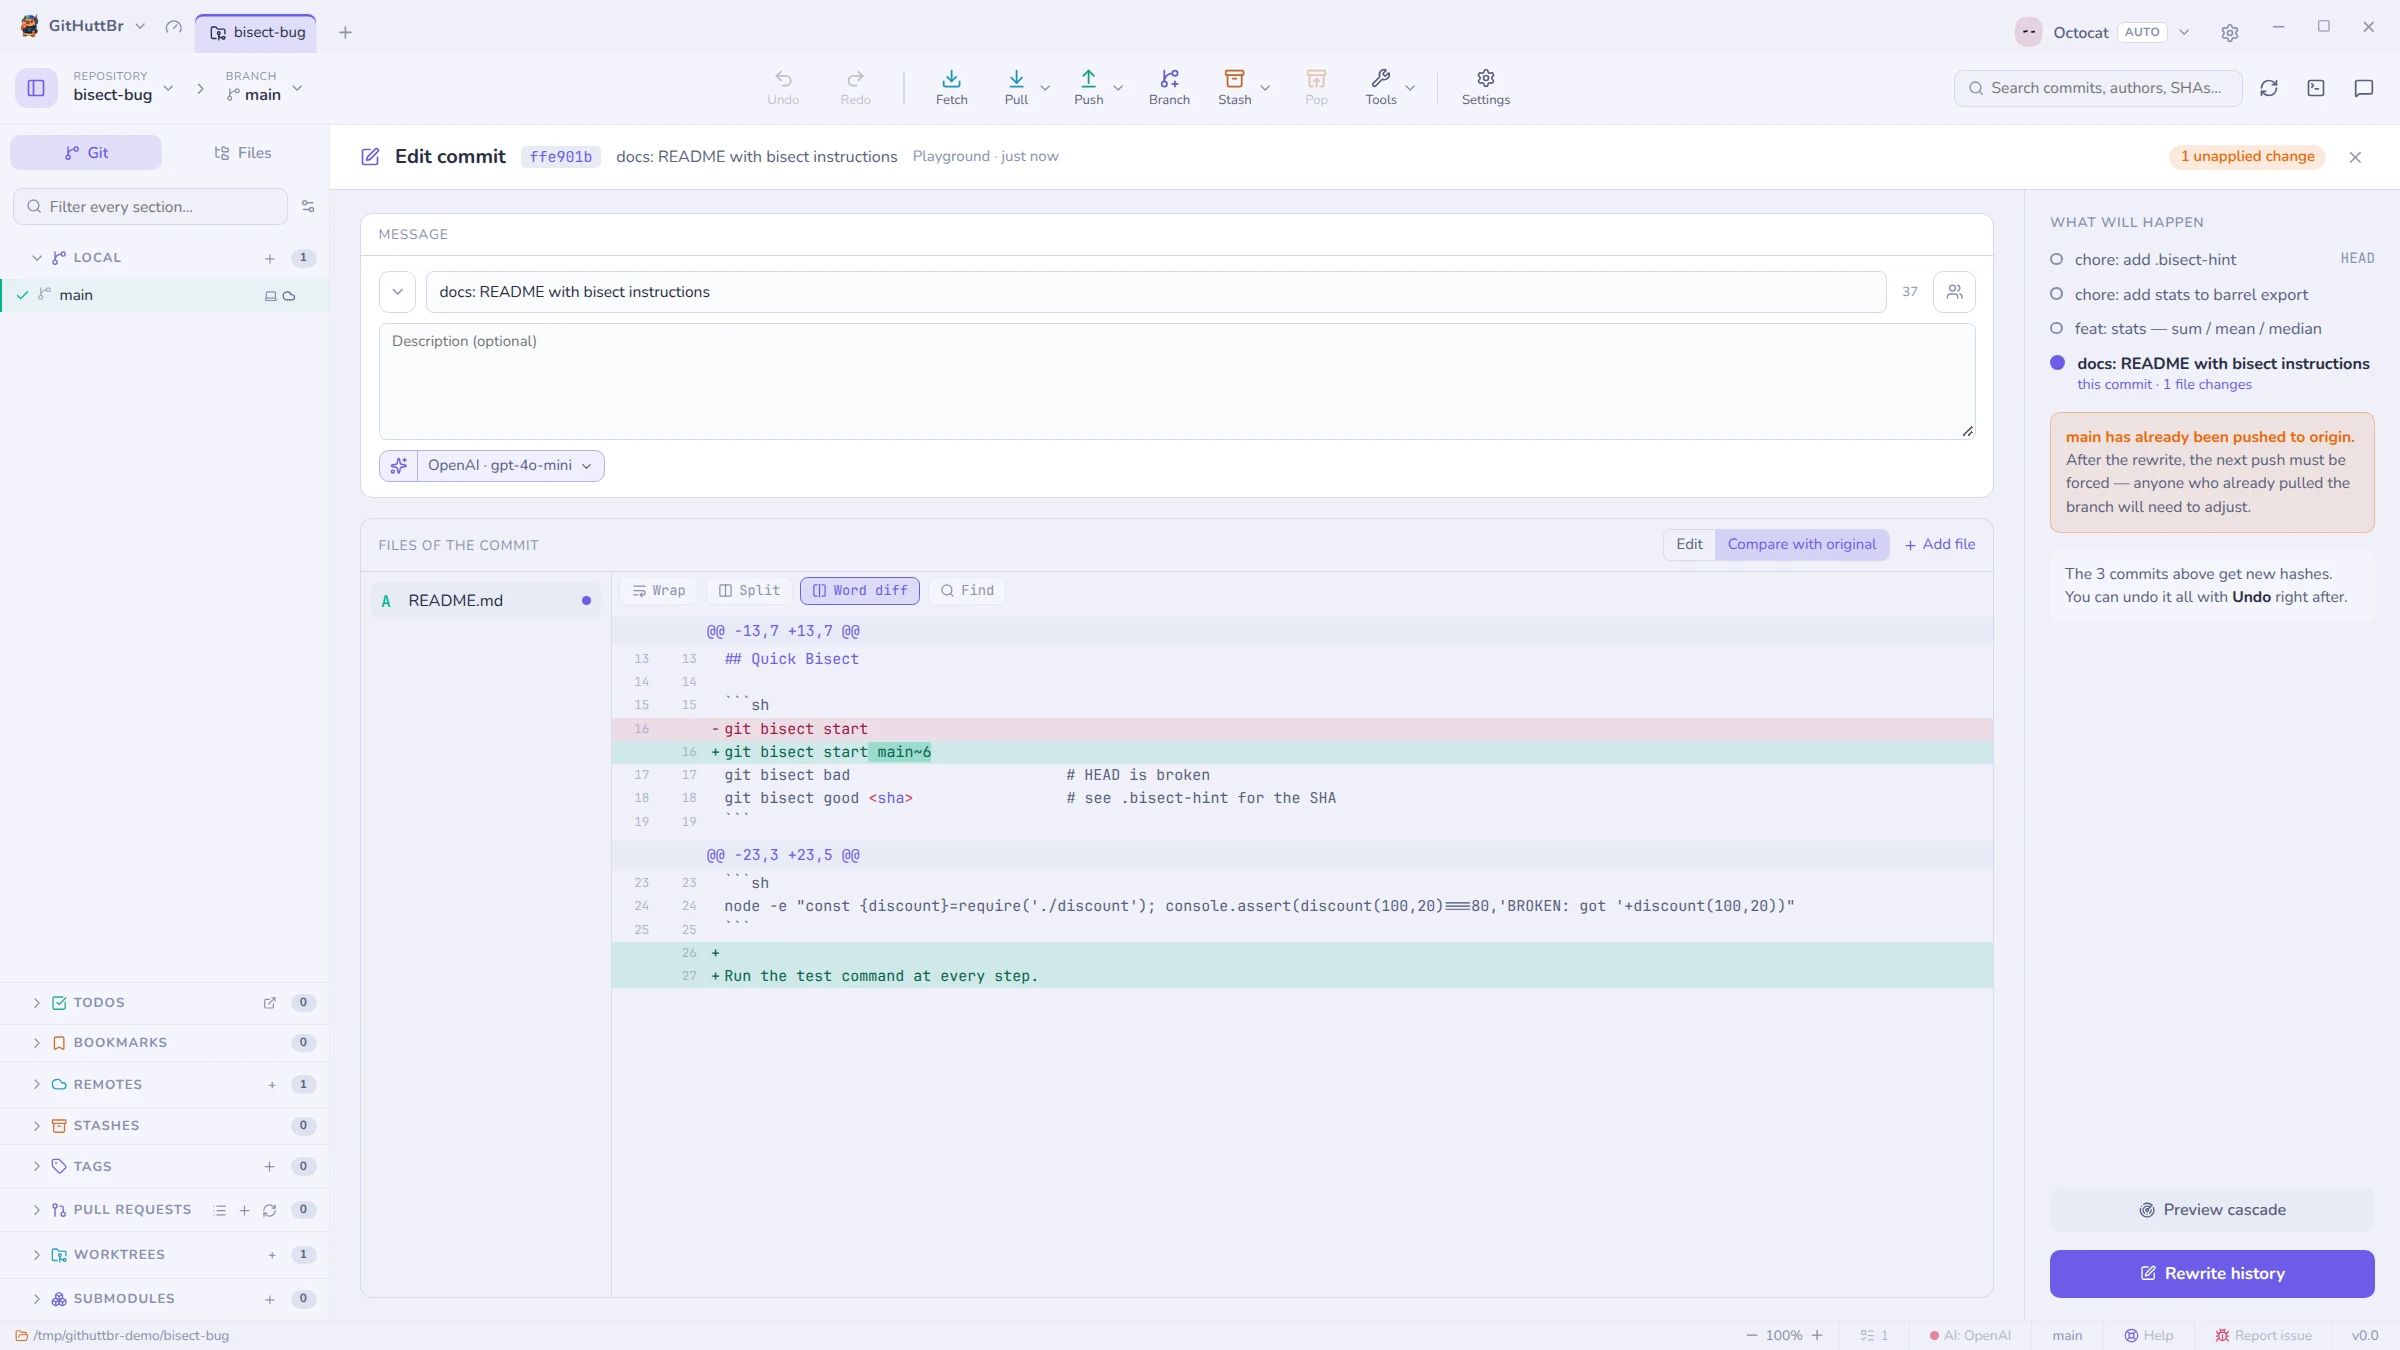 GitHuttBr
bisect-bug
Octocat
AUTO
REPOSITORY
bisect-bug
BRANCH
main
Undo
Redo
Fetch
Pull
Push
Branch
Stash
Pop
Tools
Settings
Search commits, authors, SHAs...
Git
Files
Filter every section...
LOCAL
1
main
TODOS
0
BOOKMARKS
0
REMOTES
1
STASHES
0
TAGS
0
PULL REQUESTS
0
WORKTREES
1
SUBMODULES
0
Edit commit
ffe901b
docs: README with bisect instructions
Playground · just now
1 unapplied change
MESSAGE
docs: README with bisect instructions
37
Description (optional)
OpenAI · gpt-4o-mini
FILES OF THE COMMIT
Edit
Compare with original
+ Add file
A README.md
Wrap
Split
Word diff
Find
@@ -13,7 +13,7 @@
13 13 ## Quick Bisect
14 14
15 15 ```sh
16 - git bisect start
16 + git bisect start main~6
17 17 git bisect bad # HEAD is broken
18 18 git bisect good <sha> # see .bisect-hint for the SHA
19 19 ```
@@ -23,3 +23,5 @@
23 23 ```sh
24 24 node -e "const {discount}=require('./discount'); console.assert(discount(100,20)===80,'BROKEN: got '+discount(100,20))"
25 25 ```
26 +
27 + Run the test command at every step.
WHAT WILL HAPPEN
chore: add .bisect-hint HEAD
chore: add stats to barrel export
feat: stats — sum / mean / median
docs: README with bisect instructions
this commit · 1 file changes
main has already been pushed to origin.
After the rewrite, the next push must be
forced — anyone who already pulled the
branch will need to adjust.
The 3 commits above get new hashes.
You can undo it all with Undo right after.
Preview cascade
Rewrite history
/tmp/githuttbr-demo/bisect-bug
100%
1
AI: OpenAI
main
Help
Report issue
v0.0